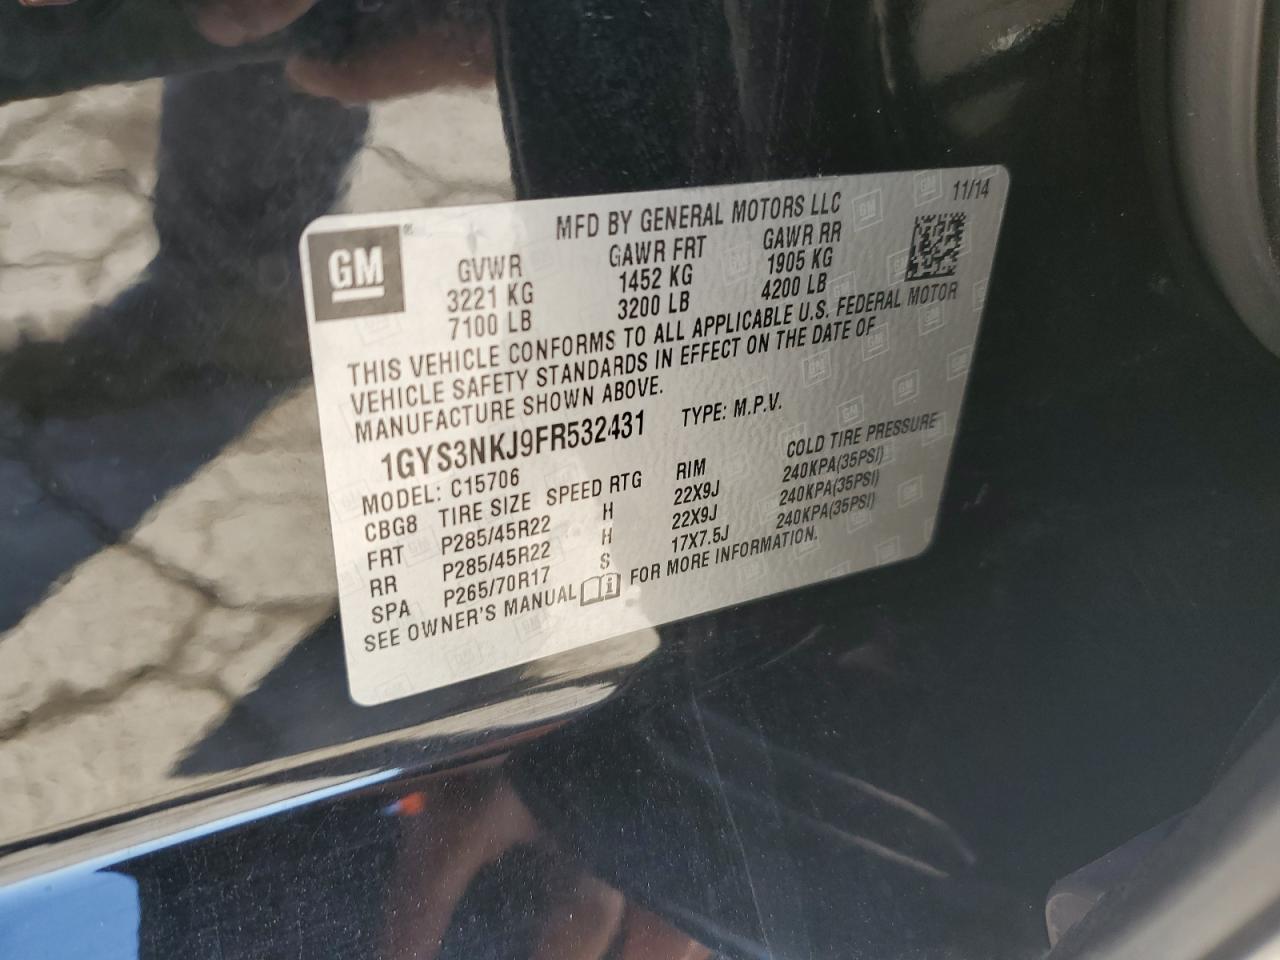 GM
MFD BY GENERAL MOTORS LLC 11/14
GVWR GAWR FRT GAWR RR
3221 KG 1452 KG 1905 KG
7100 LB 3200 LB 4200 LB
THIS VEHICLE CONFORMS TO ALL APPLICABLE U.S. FEDERAL MOTOR
VEHICLE SAFETY STANDARDS IN EFFECT ON THE DATE OF
MANUFACTURE SHOWN ABOVE.
1GYS3NKJ9FR532431 TYPE: M.P.V.
MODEL: C15706
CBG8 TIRE SIZE SPEED RTG RIM COLD TIRE PRESSURE
FRT P285/45R22 H 22X9J 240KPA(35PSI)
RR P285/45R22 H 22X9J 240KPA(35PSI)
SPA P265/70R17 S 17X7.5J 240KPA(35PSI)
SEE OWNER'S MANUAL FOR MORE INFORMATION.